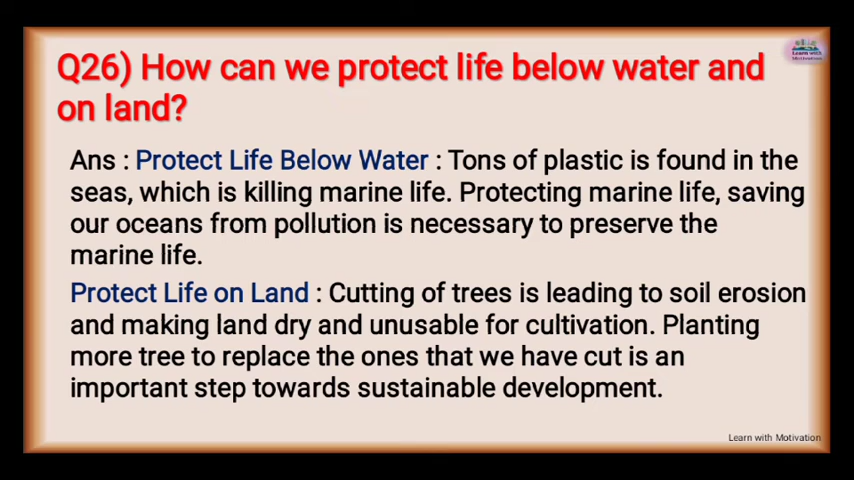 Learn with
Motivation
Q26) How can we protect life below water and
on land?
Ans : Protect Life Below Water : Tons of plastic is found in the
seas, which is killing marine life. Protecting marine life, saving
our oceans from pollution is necessary to preserve the
marine life.
Protect Life on Land : Cutting of trees is leading to soil erosion
and making land dry and unusable for cultivation. Planting
more tree to replace the ones that we have cut is an
important step towards sustainable development.
Learn with Motivation